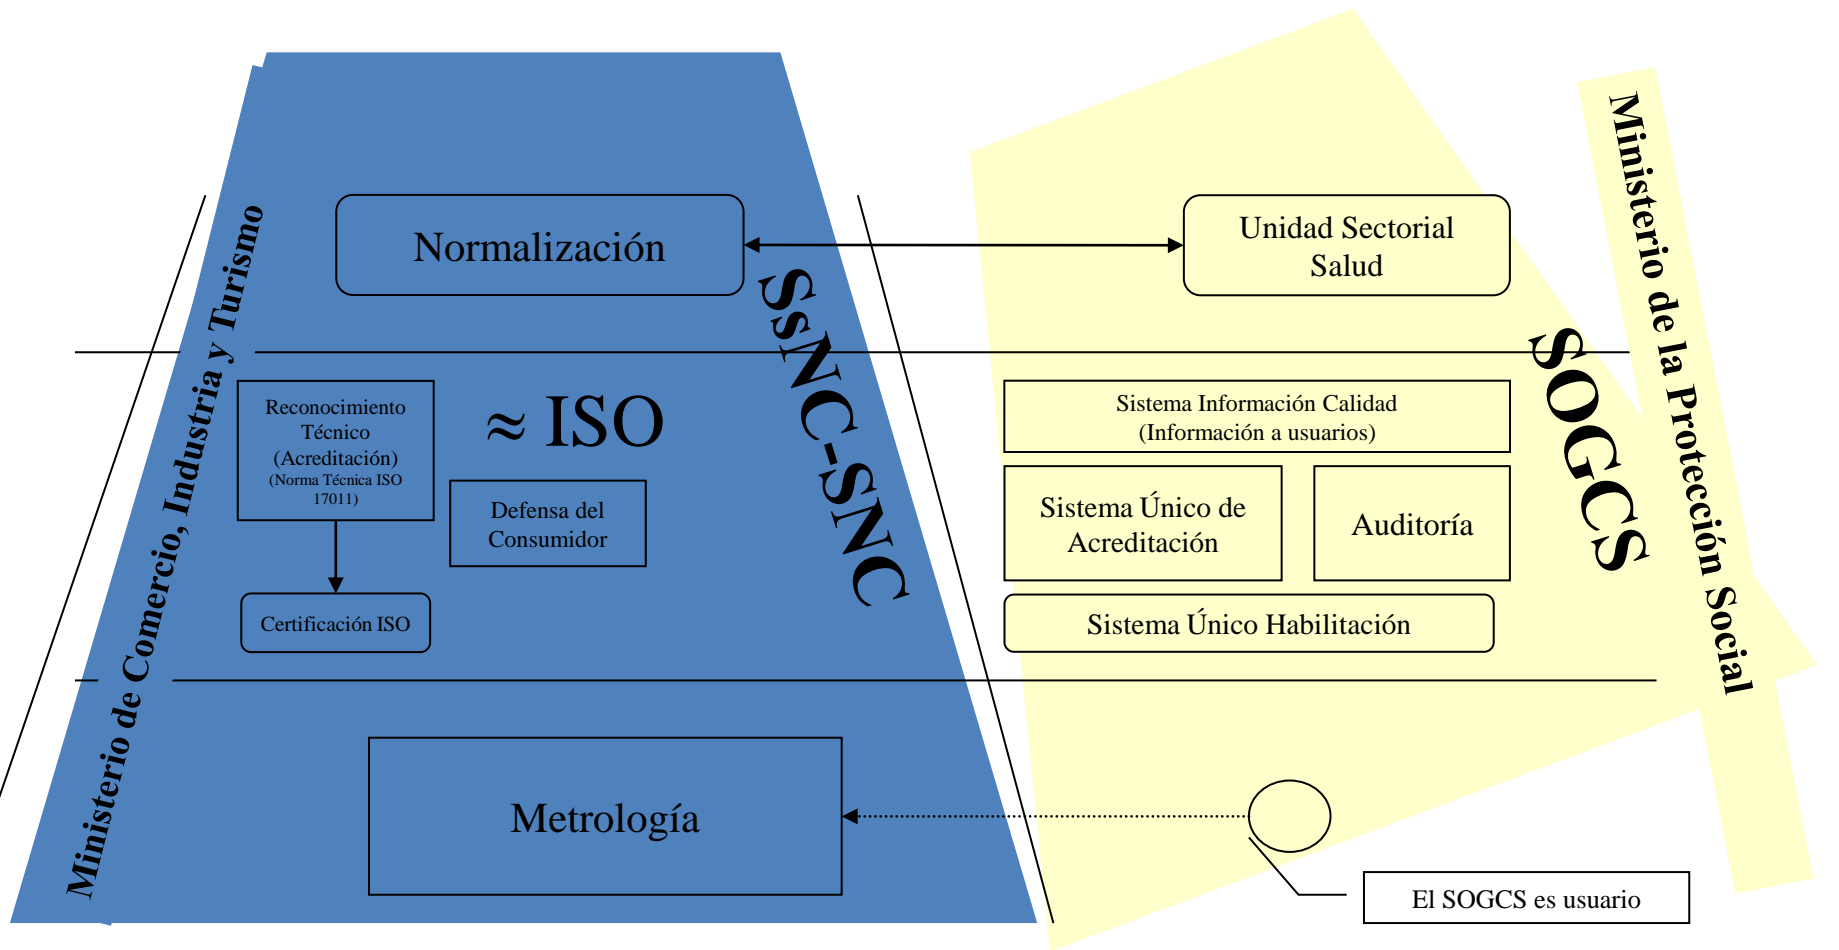 Ministerio de Comercio, Industria y Turismo
Normalización
SsNC-SNC
Unidad Sectorial
Salud
Ministerio de la Protección Social
SOGCS
Reconocimiento
Técnico
(Acreditación)
(Norma Técnica ISO
17011)
≈ ISO
Defensa del
Consumidor
Certificación ISO
Sistema Información Calidad
(Información a usuarios)
Sistema Único de
Acreditación
Auditoría
Sistema Único Habilitación
Metrología
El SOGCS es usuario